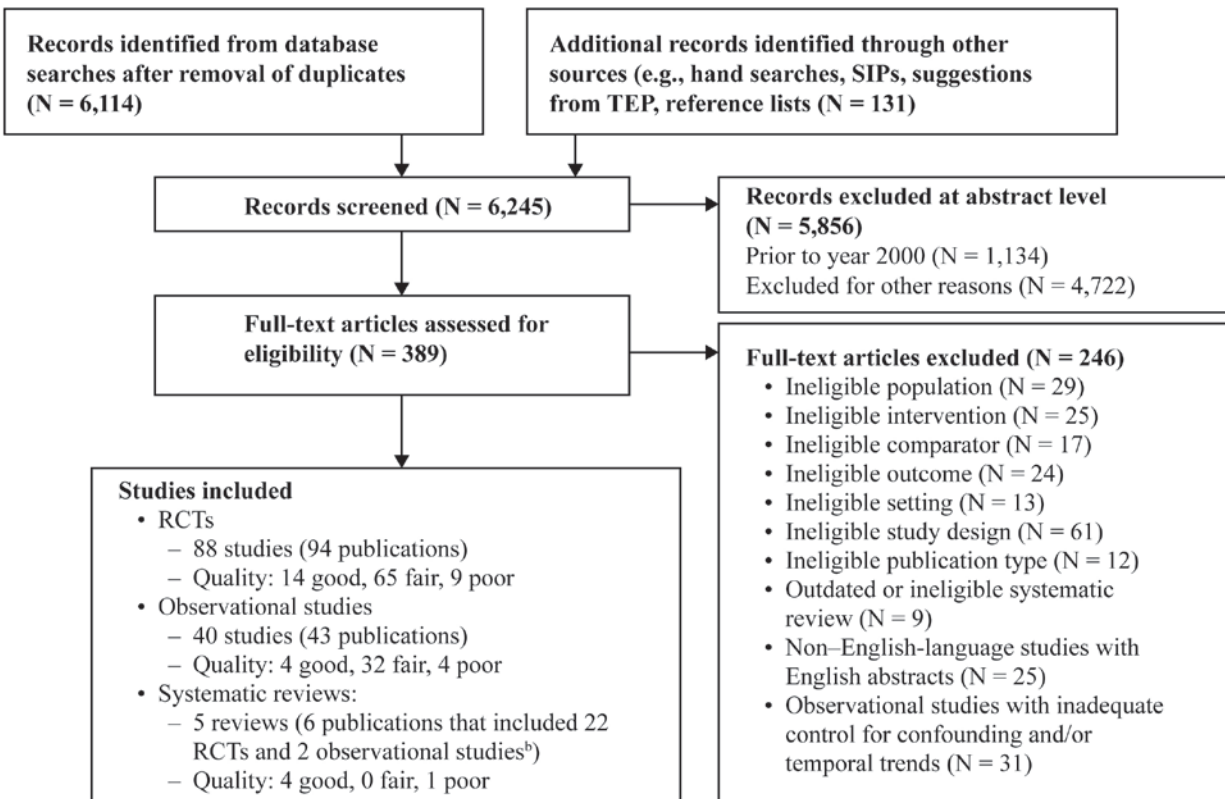 Records identified from database
searches after removal of duplicates
(N = 6,114)
Additional records identified through other
sources (e.g., hand searches, SIPs, suggestions
from TEP, reference lists (N = 131)
Records screened (N = 6,245)
Records excluded at abstract level
(N = 5,856)
Prior to year 2000 (N = 1,134)
Excluded for other reasons (N = 4,722)
Full-text articles assessed for
eligibility (N = 389)
Full-text articles excluded (N = 246)
• Ineligible population (N = 29)
• Ineligible intervention (N = 25)
• Ineligible comparator (N = 17)
• Ineligible outcome (N = 24)
• Ineligible setting (N = 13)
• Ineligible study design (N = 61)
• Ineligible publication type (N = 12)
• Outdated or ineligible systematic
review (N = 9)
• Non–English-language studies with
English abstracts (N = 25)
• Observational studies with inadequate
control for confounding and/or
temporal trends (N = 31)
Studies included
• RCTs
– 88 studies (94 publications)
– Quality: 14 good, 65 fair, 9 poor
• Observational studies
– 40 studies (43 publications)
– Quality: 4 good, 32 fair, 4 poor
• Systematic reviews:
– 5 reviews (6 publications that included 22
RCTs and 2 observational studiesᵇ)
– Quality: 4 good, 0 fair, 1 poor